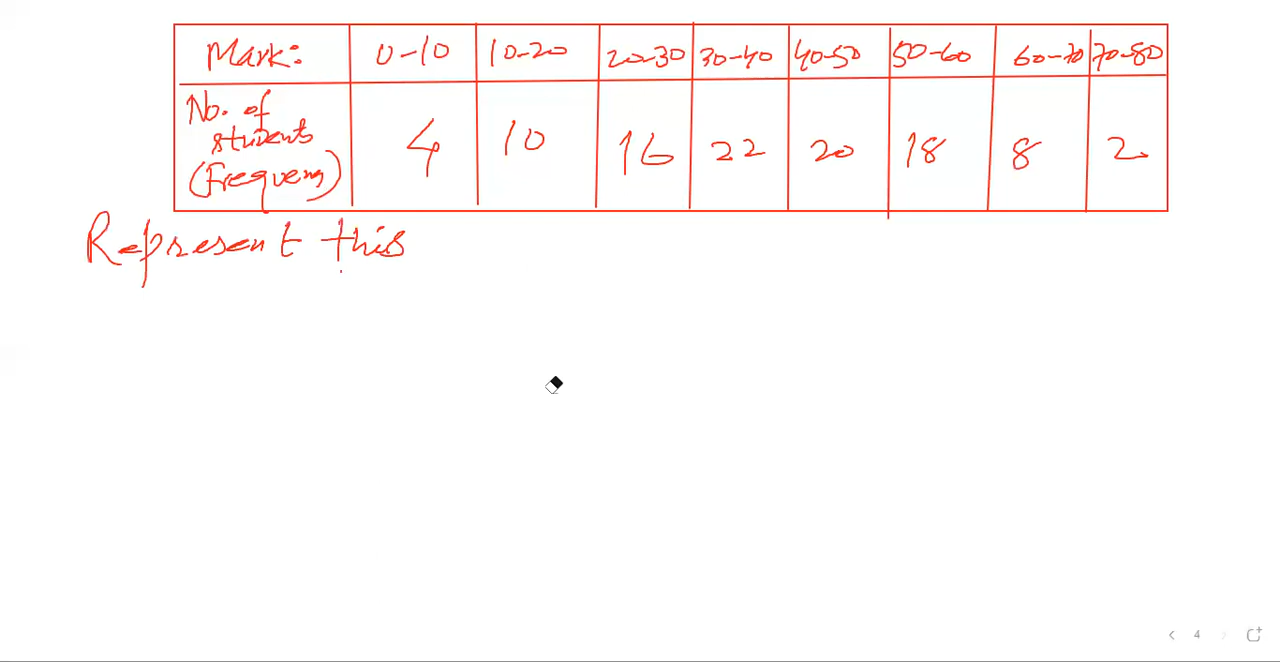 Mark: 0-10 10-20 20-30 30-40 40-50 50-60 60-70 70-80
No. of
students
(Frequency) 4 10 16 22 20 18 8 2
Represent this
4